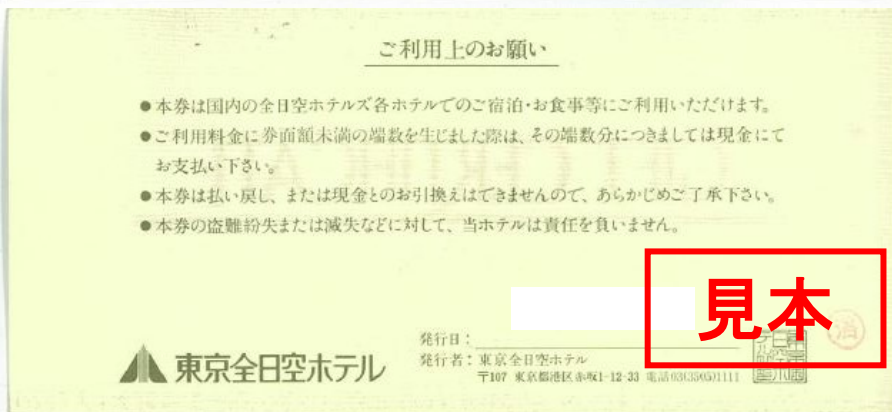 ご利用上のお願い
●本券は国内の全日空ホテルズ各ホテルでのご宿泊・お食事等にご利用いただけます。
●ご利用料金に券面額未満の端数を生じました際は、その端数分につきましては現金にて
お支払い下さい。
●本券は払い戻し、または現金とのお引換えはできませんので、あらかじめご了承下さい。
●本券の盗難紛失または滅失などに対して、当ホテルは責任を負いません。
見本
発行日:
発行者:東京全日空ホテル
〒107 東京都港区赤坂1-12-33 電話03(3505)1111
東京全日空ホテル